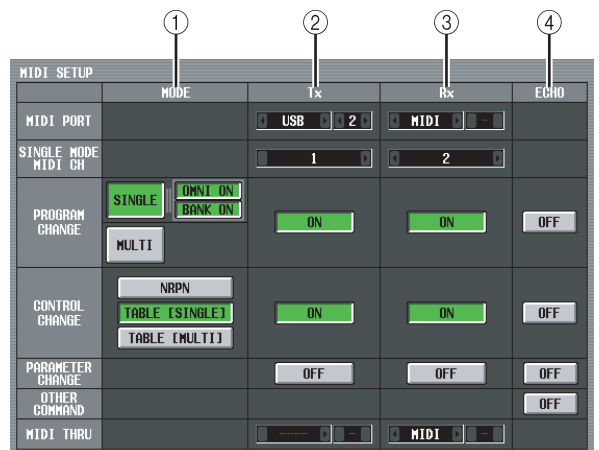 ① ② ③ ④
MIDI SETUP
MODE Tx Rx ECHO
MIDI PORT USB 2 MIDI -
SINGLE MODE
MIDI CH 1 2
SINGLE OMNI ON
BANK ON
PROGRAM
CHANGE ON ON OFF
MULTI
NRPN
CONTROL
CHANGE TABLE [SINGLE] ON ON OFF
TABLE [MULTI]
PARAMETER
CHANGE OFF OFF OFF
OTHER
COMMAND OFF
MIDI THRU ---- - MIDI -